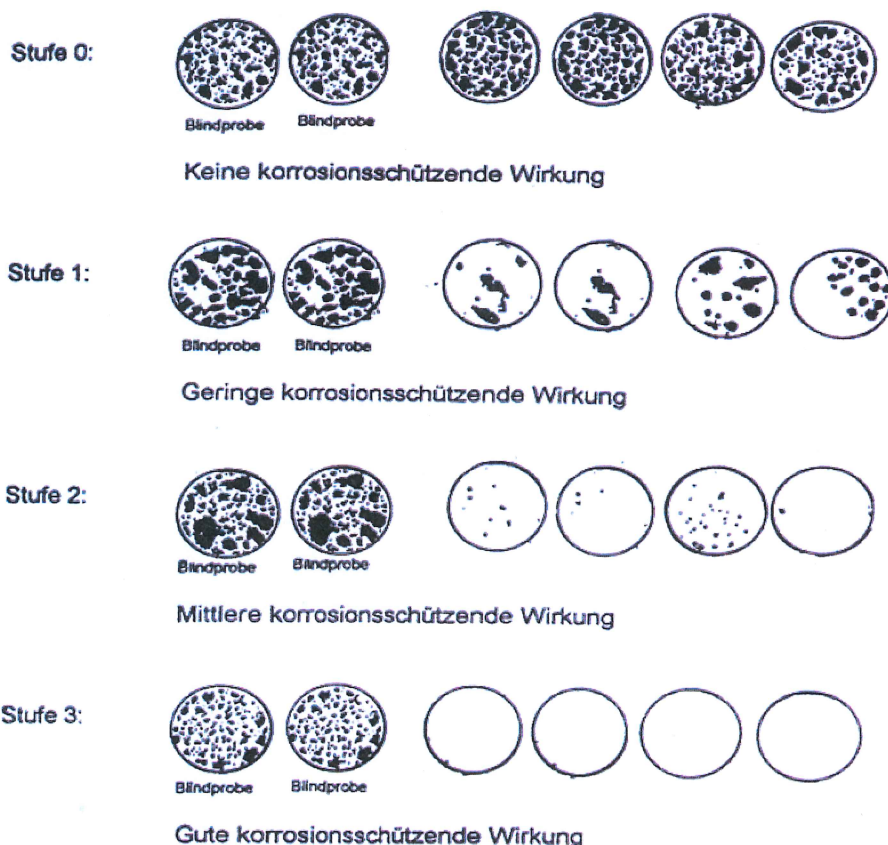 Stufe 0:
Blindprobe Blindprobe
Keine korrosionsschützende Wirkung
Stufe 1:
Blindprobe Blindprobe
Geringe korrosionsschützende Wirkung
Stufe 2:
Blindprobe Blindprobe
Mittlere korrosionsschützende Wirkung
Stufe 3:
Blindprobe Blindprobe
Gute korrosionsschützende Wirkung